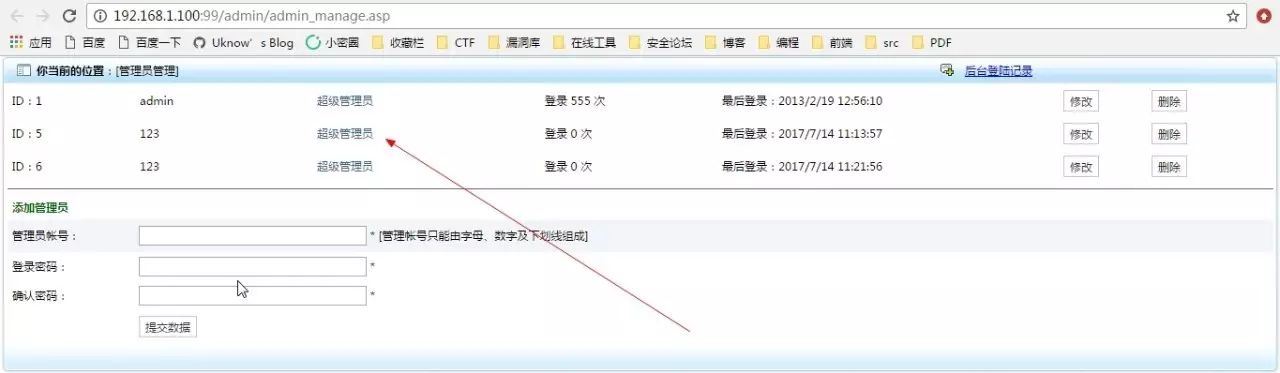 192.168.1.100:99/admin/admin_manage.asp
应用 百度 百度一下 Uknow's Blog 小密圈 收藏栏 CTF 漏洞库 在线工具 安全论坛 博客 编程 前端 src PDF
你当前的位置：[管理员管理] 后台登陆记录
ID：1 admin 超级管理员 登录 555 次 最后登录：2013/2/19 12:56:10 修改 删除
ID：5 123 超级管理员 登录 0 次 最后登录：2017/7/14 11:13:57 修改 删除
ID：6 123 超级管理员 登录 0 次 最后登录：2017/7/14 11:21:56 修改 删除
添加管理员
管理员帐号： * [管理帐号只能由字母、数字及下划线组成]
登录密码： *
确认密码： *
提交数据